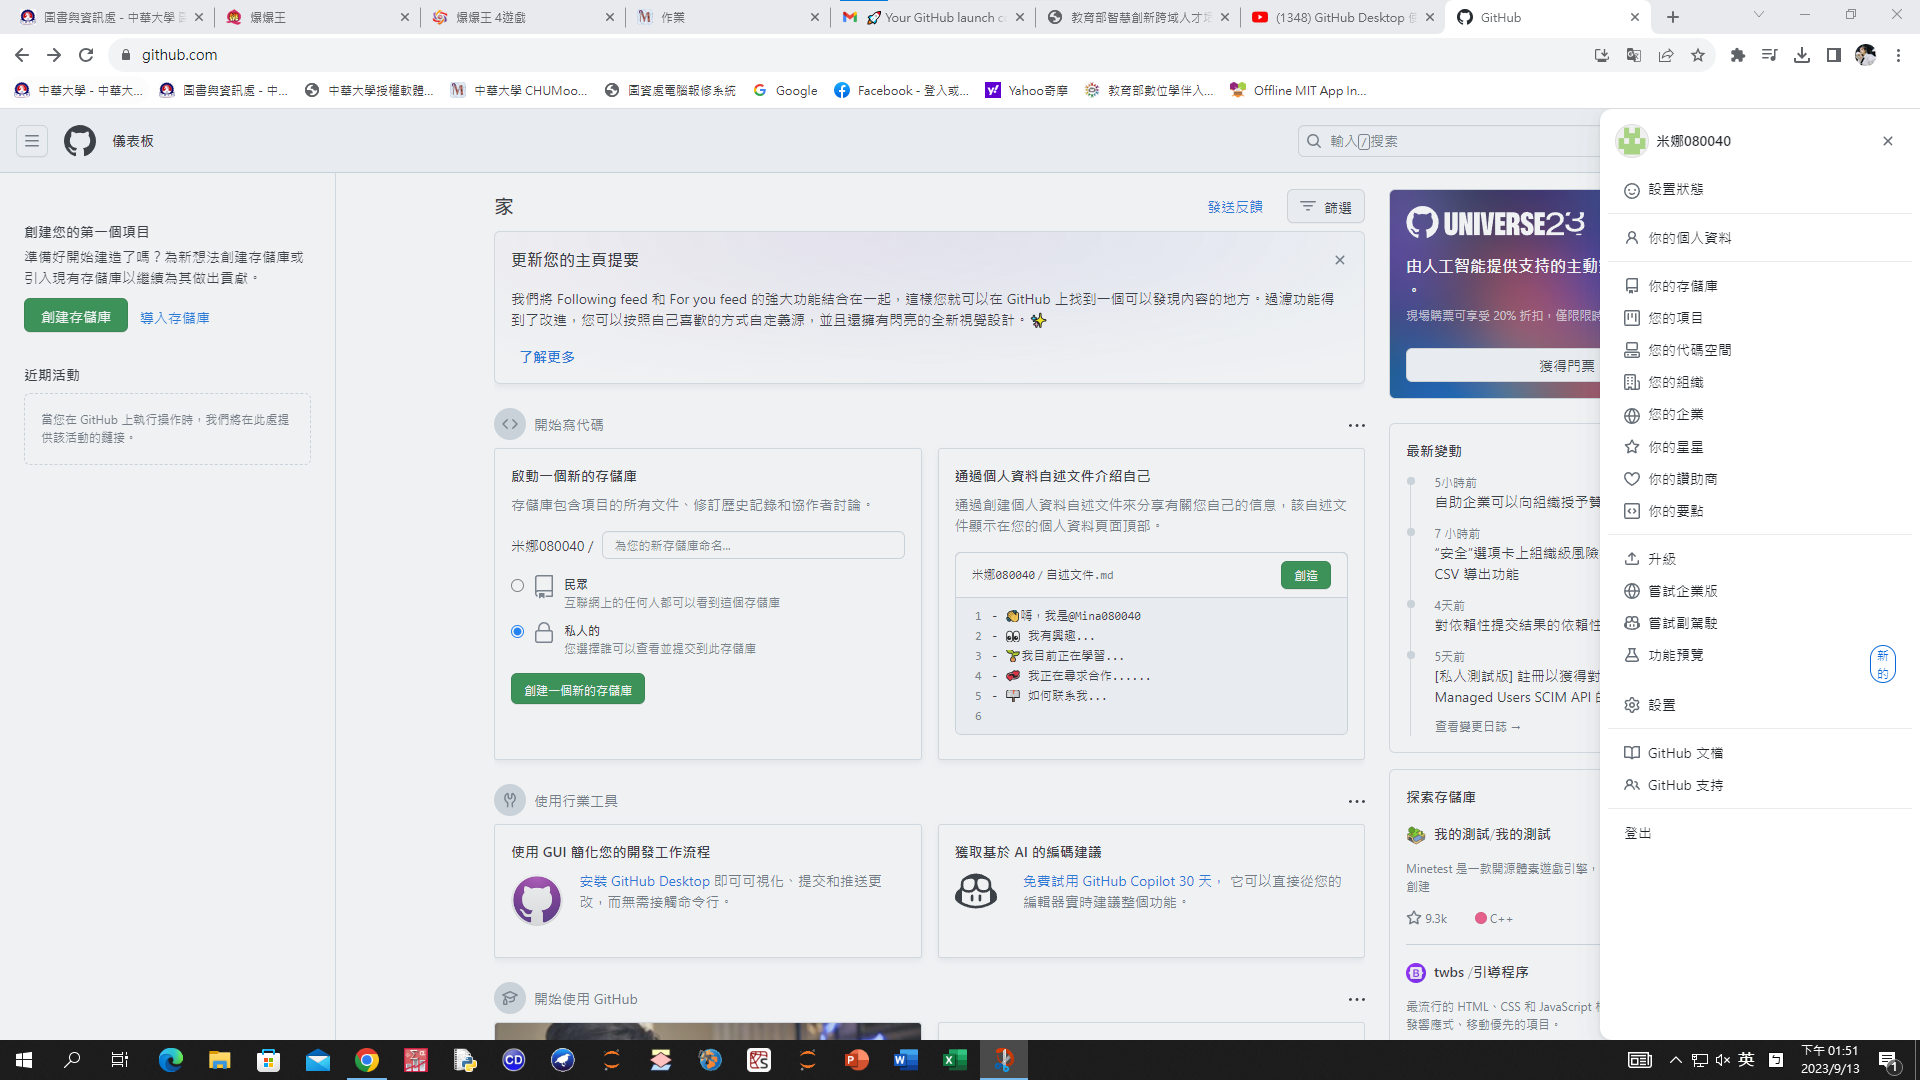 圖書與資訊處 - 中華大學
爆爆王
爆爆王 4遊戲
作業
🚀 Your GitHub launch c
教育部智慧創新跨域人才培
(1348) GitHub Desktop
GitHub
github.com
中華大學 - 中華大...
圖書與資訊處 - 中...
中華大學授權軟體...
中華大學 CHUMoo...
圖資處電腦報修系統
Google
Facebook - 登入或...
Yahoo奇摩
教育部數位學伴入...
Offline MIT App In...
儀表板
輸入/搜索
創建您的第一個項目
準備好開始建造了嗎？為新想法創建存儲庫或
引入現有存儲庫以繼續為其做出貢獻。
創建存儲庫
導入存儲庫
近期活動
當您在 GitHub 上執行操作時，我們將在此處提
供該活動的鏈接。
家
發送反饋
篩選
更新您的主頁提要
我們將 Following feed 和 For you feed 的強大功能結合在一起，這樣您就可以在 GitHub 上找到一個可以發現內容的地方。過濾功能得
到了改進，您可以按照自己喜歡的方式自定義源，並且還擁有閃亮的全新視覺設計。✨
了解更多
開始寫代碼
啟動一個新的存儲庫
存儲庫包含項目的所有文件、修訂歷史記錄和協作者討論。
米娜080040 /
為您的新存儲庫命名...
民眾
互聯網上的任何人都可以看到這個存儲庫
私人的
您選擇誰可以查看並提交到此存儲庫
創建一個新的存儲庫
通過個人資料自述文件介紹自己
通過創建個人資料自述文件來分享有關您自己的信息，該自述文
件顯示在您的個人資料頁面頂部。
米娜080040 / 自述文件.md
創造
1 - 👋嗨，我是@Mina080040
2 - 👀 我有興趣...
3 - 🌱我目前正在學習...
4 - 💞️ 我正在尋求合作......
5 - 📫 如何联系我...
6
使用行業工具
使用 GUI 簡化您的開發工作流程
安裝 GitHub Desktop 即可可視化、提交和推送更
改，而無需接觸命令行。
獲取基於 AI 的編碼建議
免費試用 GitHub Copilot 30 天， 它可以直接從您的
編輯器實時建議整個功能。
開始使用 GitHub
UNIVERSE23
由人工智能提供支持的主動
。
現場購票可享受 20% 折扣，僅限限時
獲得門票
最新變動
5小時前
自助企業可以向組織授予贊
7 小時前
“安全”選項卡上組織級風險
CSV 導出功能
4天前
對依賴性提交結果的依賴性
5天前
[私人測試版] 註冊以獲得對
Managed Users SCIM API 的
查看變更日誌 →
探索存儲庫
我的測試/我的測試
Minetest 是一款開源體素遊戲引擎，
創建
9.3k
C++
twbs /引導程序
最流行的 HTML、CSS 和 JavaScript 框
發響應式、移動優先的項目。
米娜080040
設置狀態
你的個人資料
你的存儲庫
您的項目
您的代碼空間
您的組織
您的企業
你的星星
你的讚助商
你的要點
升級
嘗試企業版
嘗試副駕駛
功能預覽
新
的
設置
GitHub 文檔
GitHub 支持
登出
英
下午 01:51
2023/9/13
1